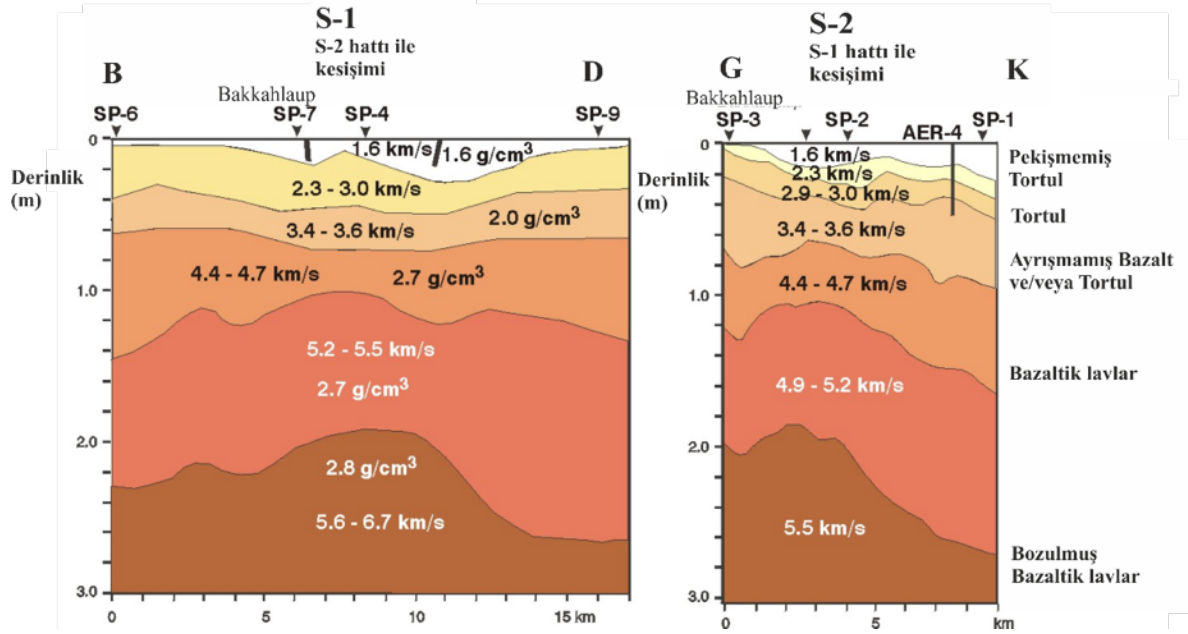 S-1
S-2 hattı ile
kesişimi
B
D
Bakkahlaup
SP-6
SP-7
SP-4
SP-9
0
Derinlik
(m)
1.0
2.0
3.0
1.6 km/s
1.6 g/cm³
2.3 - 3.0 km/s
2.0 g/cm³
3.4 - 3.6 km/s
4.4 - 4.7 km/s
2.7 g/cm³
5.2 - 5.5 km/s
2.7 g/cm³
2.8 g/cm³
5.6 - 6.7 km/s
0
5
10
15 km
S-2
S-1 hattı ile
kesişimi
G
K
Bakkahlaup
SP-3
SP-2
AER-4
SP-1
0
Derinlik
(m)
1.0
2.0
3.0
1.6 km/s
2.3 km/s
2.9 - 3.0 km/s
3.4 - 3.6 km/s
4.4 - 4.7 km/s
4.9 - 5.2 km/s
5.5 km/s
0
5
km
Pekişmemiş
Tortul
Tortul
Ayrışmamış Bazalt
ve/veya Tortul
Bazaltik lavlar
Bozulmuş
Bazaltik lavlar